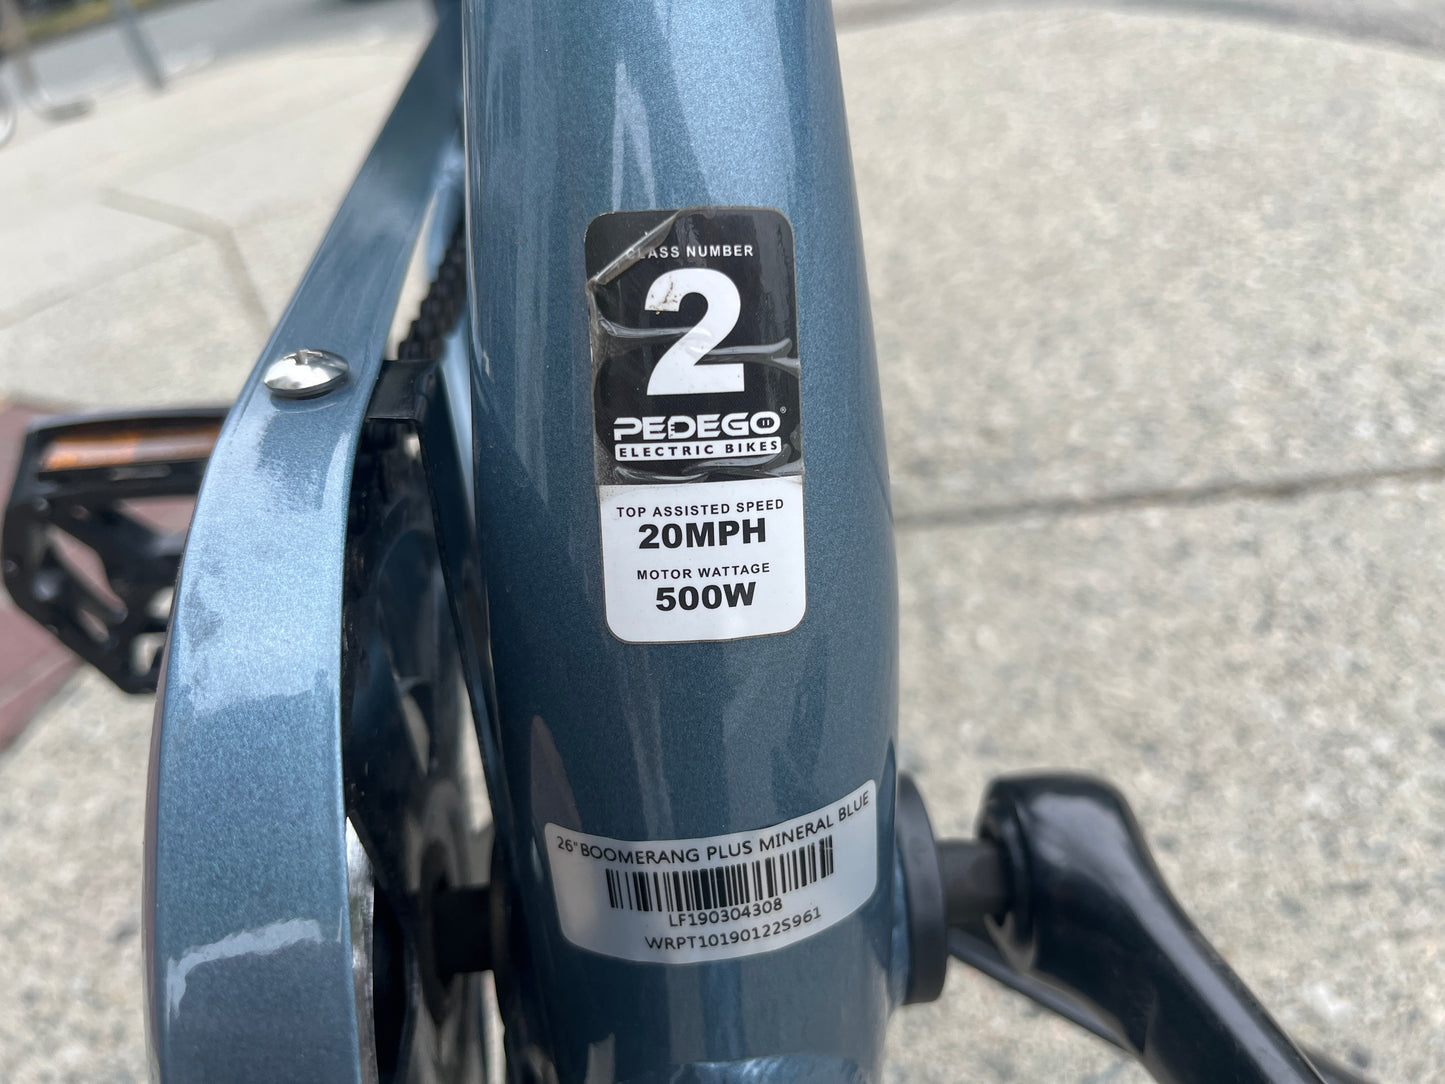 CLASS NUMBER
2
PEDEGO®
ELECTRIC BIKES
TOP ASSISTED SPEED
20MPH
MOTOR WATTAGE
500W
26"BOOMERANG PLUS MINERAL BLUE
LF190304308
WRPT10190122S961